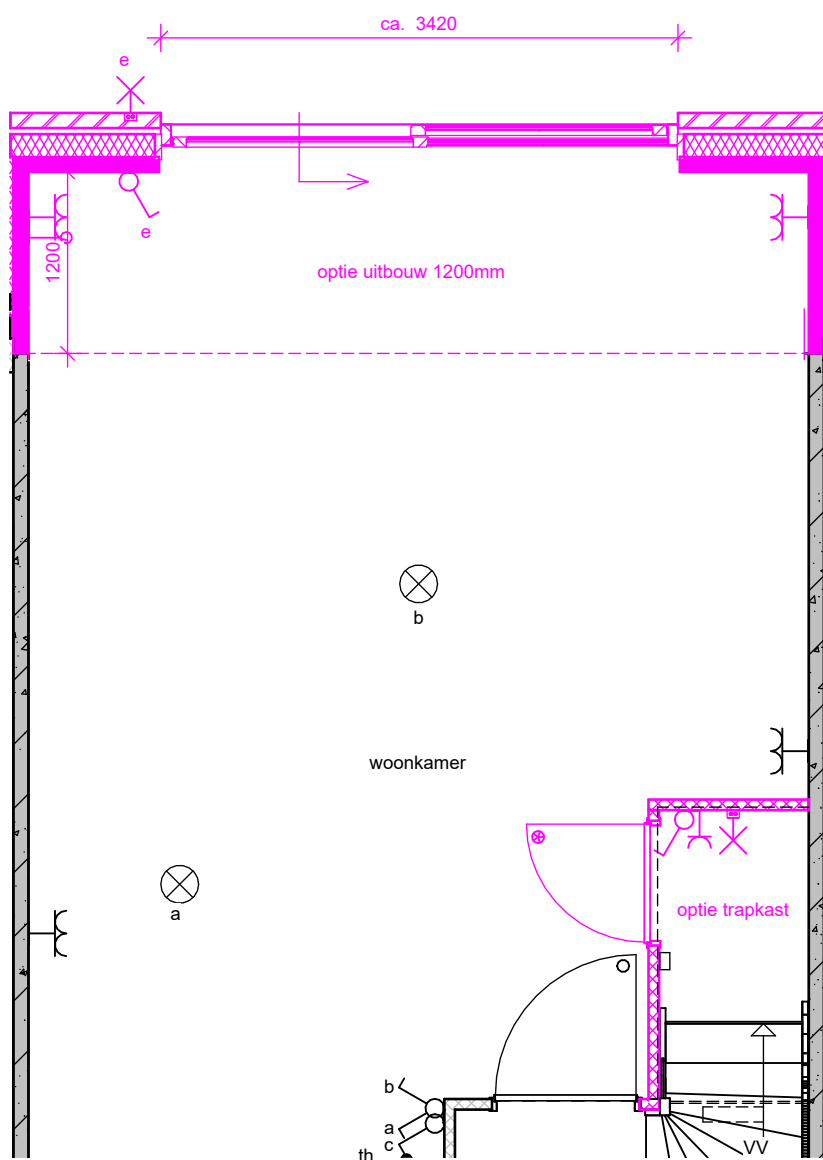 ca. 3420
e
e
1200
optie uitbouw 1200mm
b
woonkamer
a
optie trapkast
b
a
c
th
VV